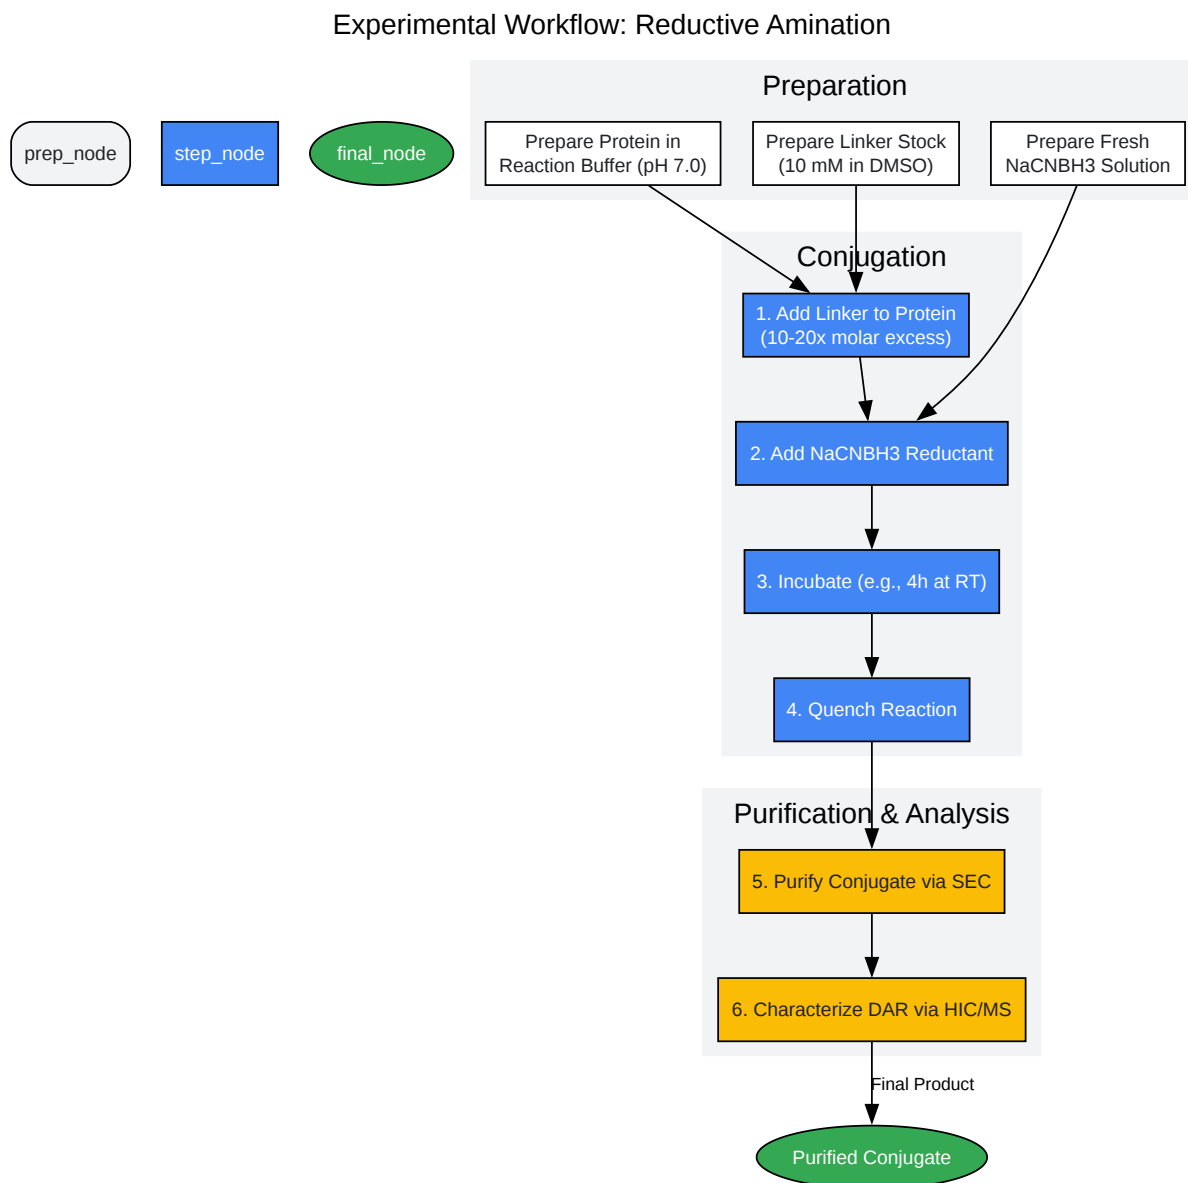 Experimental Workflow: Reductive Amination
Preparation
prep_node
step_node
final_node
Prepare Protein in
Reaction Buffer (pH 7.0)
Prepare Linker Stock
(10 mM in DMSO)
Prepare Fresh
NaCNBH3 Solution
Conjugation
1. Add Linker to Protein
(10-20x molar excess)
2. Add NaCNBH3 Reductant
3. Incubate (e.g., 4h at RT)
4. Quench Reaction
Purification & Analysis
5. Purify Conjugate via SEC
6. Characterize DAR via HIC/MS
Final Product
Purified Conjugate